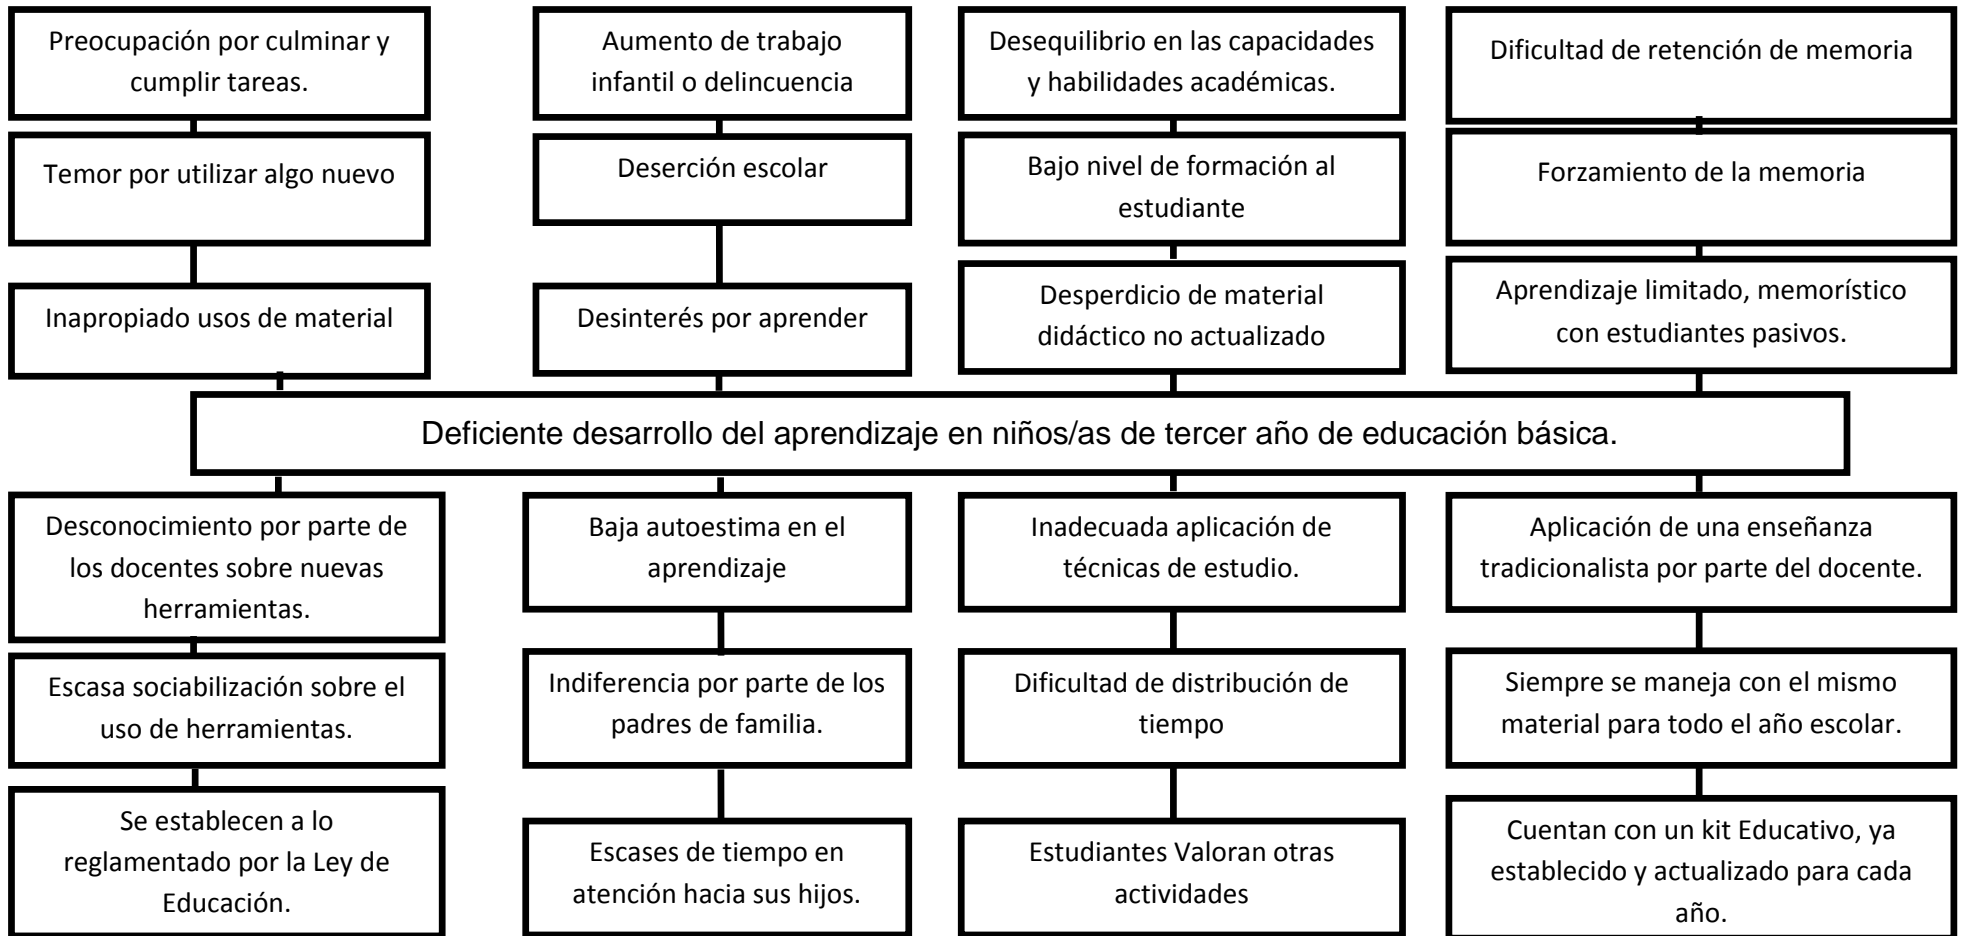 Preocupación por culminar y
cumplir tareas.
Aumento de trabajo
infantil o delincuencia
Desequilibrio en las capacidades
y habilidades académicas.
Dificultad de retención de memoria
Temor por utilizar algo nuevo
Deserción escolar
Bajo nivel de formación al
estudiante
Forzamiento de la memoria
Inapropiado usos de material
Desinterés por aprender
Desperdicio de material
didáctico no actualizado
Aprendizaje limitado, memorístico
con estudiantes pasivos.
Deficiente desarrollo del aprendizaje en niños/as de tercer año de educación básica.
Desconocimiento por parte de
los docentes sobre nuevas
herramientas.
Baja autoestima en el
aprendizaje
Inadecuada aplicación de
técnicas de estudio.
Aplicación de una enseñanza
tradicionalista por parte del docente.
Escasa sociabilización sobre el
uso de herramientas.
Indiferencia por parte de los
padres de familia.
Dificultad de distribución de
tiempo
Siempre se maneja con el mismo
material para todo el año escolar.
Se establecen a lo
reglamentado por la Ley de
Educación.
Escases de tiempo en
atención hacia sus hijos.
Estudiantes Valoran otras
actividades
Cuentan con un kit Educativo, ya
establecido y actualizado para cada
año.